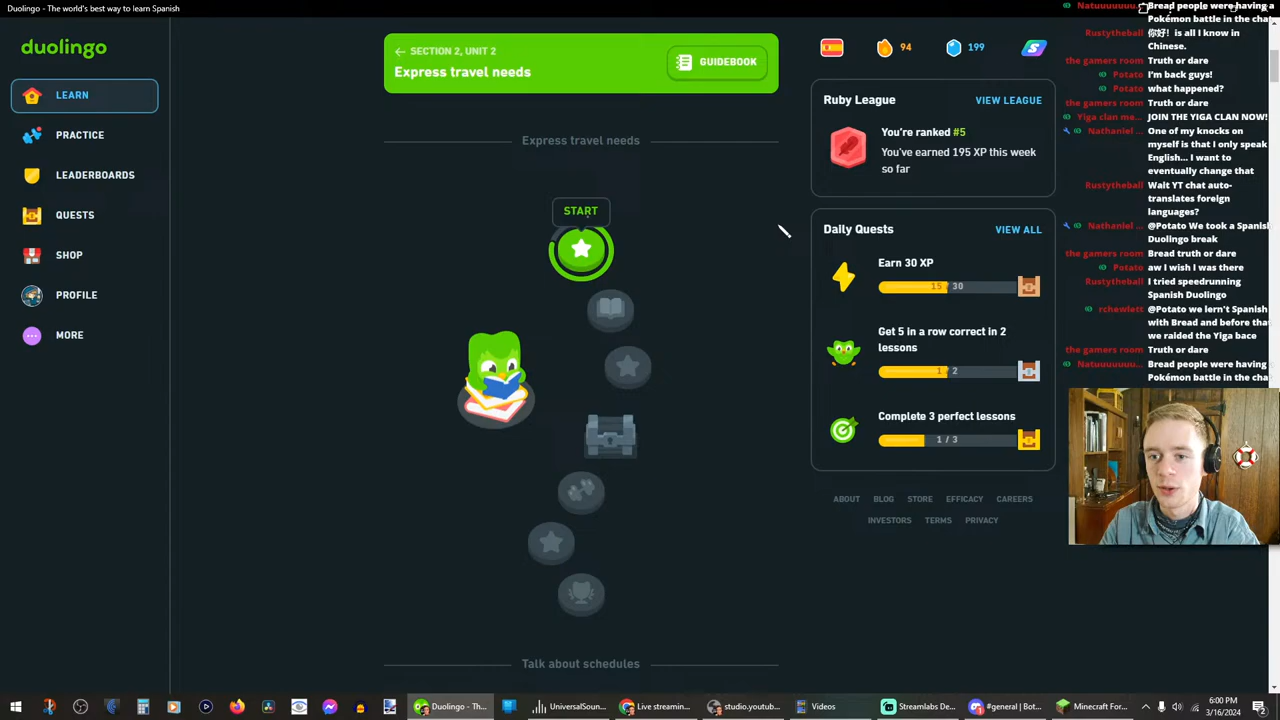 Duolingo - The world's best way to learn Spanish
duolingo
LEARN
PRACTICE
LEADERBOARDS
QUESTS
SHOP
PROFILE
MORE
SECTION 2, UNIT 2
Express travel needs
GUIDEBOOK
Express travel needs
START
Talk about schedules
94
199
Ruby League
VIEW LEAGUE
You're ranked #5
You've earned 195 XP this week
so far
Daily Quests
VIEW ALL
Earn 30 XP
15 / 30
Get 5 in a row correct in 2
lessons
1 / 2
Complete 3 perfect lessons
1 / 3
ABOUT BLOG STORE EFFICACY CAREERS
INVESTORS TERMS PRIVACY
Natuuuuuuu... Bread people were having a
Pokémon battle in the chat
Rustytheball 你好! is all I know in
Chinese.
the gamers room Truth or dare
Potato I'm back guys!
Potato what happened?
the gamers room Truth or dare
Yiga clan me... JOIN THE YIGA CLAN NOW!
Nathaniel ... One of my knocks on
myself is that I only speak
English... I want to
eventually change that
Rustytheball Wait YT chat auto-
translates foreign
languages?
Nathaniel ... @Potato We took a Spanish
Duolingo break
the gamers room Bread truth or dare
Potato aw I wish I was there
Rustytheball I tried speedrunning
Spanish Duolingo
rchewlett @Potato we lern't Spanish
with Bread and before that
we raided the Yiga bace
the gamers room Truth or dare
Natuuuuuuu... Bread people were having a
Pokémon battle in the cha
Duolingo - Th...
UniversalSoun...
Live streamin...
studio.youtub...
Videos
Streamlabs De...
#general | Bot...
Minecraft For...
6:00 PM
3/16/2024